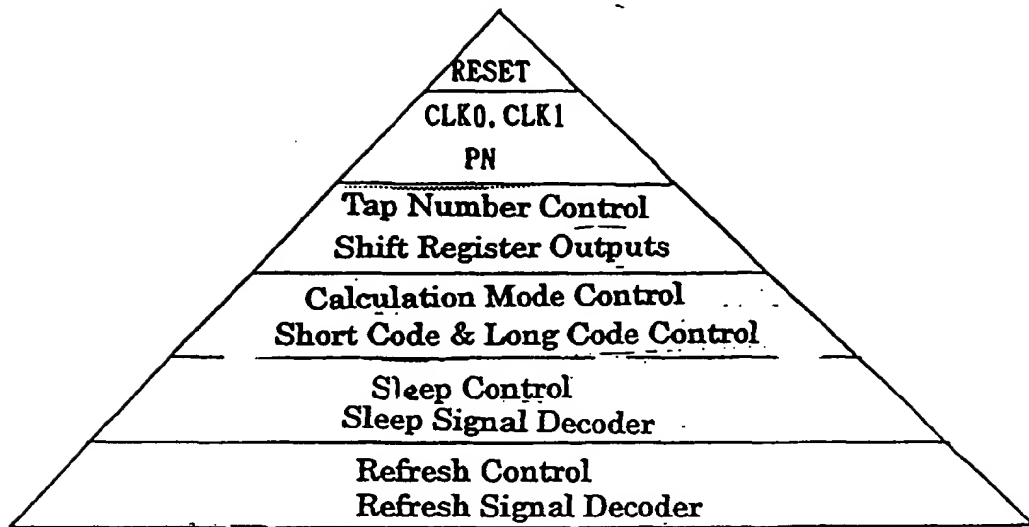 RESET
CLK0. CLK1
PN
Tap Number Control
Shift Register Outputs
Calculation Mode Control
Short Code & Long Code Control
Sleep Control
Sleep Signal Decoder
Refresh Control
Refresh Signal Decoder